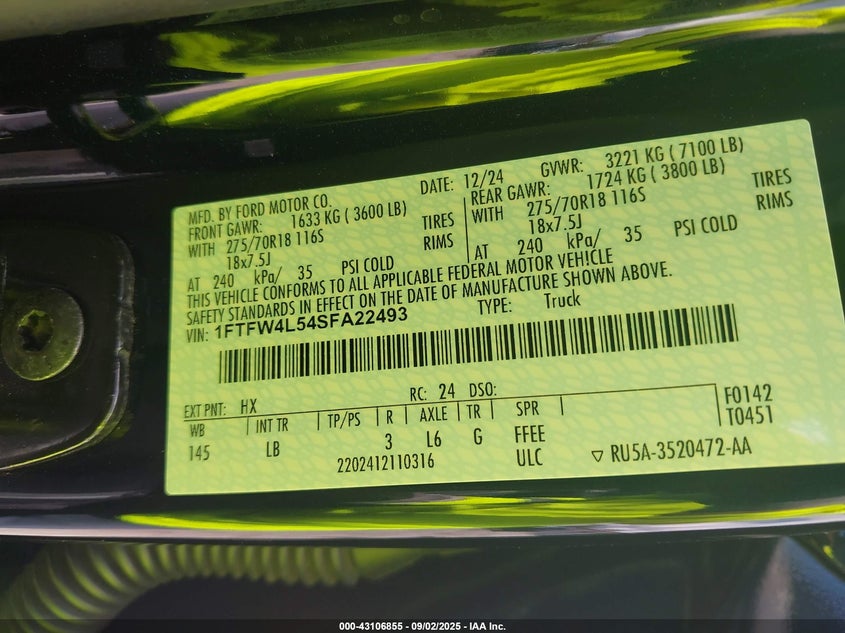 MFD. BY FORD MOTOR CO.
DATE: 12/24 GVWR: 3221 KG ( 7100 LB)
FRONT GAWR: 1633 KG ( 3600 LB) REAR GAWR: 1724 KG ( 3800 LB)
WITH 275/70R18 116S TIRES WITH 275/70R18 116S TIRES
18x7.5J RIMS 18x7.5J RIMS
AT 240 kPa/ 35 PSI COLD AT 240 kPa/ 35 PSI COLD
THIS VEHICLE CONFORMS TO ALL APPLICABLE FEDERAL MOTOR VEHICLE
SAFETY STANDARDS IN EFFECT ON THE DATE OF MANUFACTURE SHOWN ABOVE.
VIN: 1FTFW4L54SFA22493 TYPE: Truck
EXT PNT: HX RC: 24 DSO: F0142
WB INT TR TP/PS R AXLE TR SPR T0451
145 LB 3 L6 G FFEE
2202412110316 ULC ▽ RU5A-3520472-AA
000-43106855 - 09/02/2025 - IAA Inc.